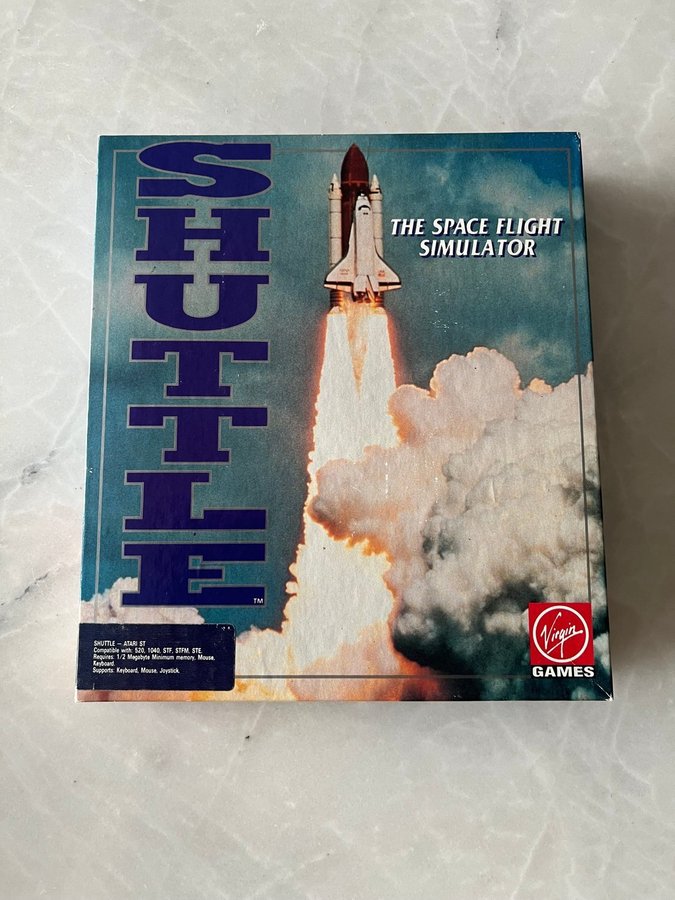 SHUTTLE
TM
THE SPACE FLIGHT
SIMULATOR
SHUTTLE – ATARI ST
Compatible with: 520, 1040, STF, STFM, STE.
Requires: 1/2 Megabyte Minimum memory, Mouse,
Keyboard.
Supports: Keyboard, Mouse, Joystick.
Virgin
GAMES